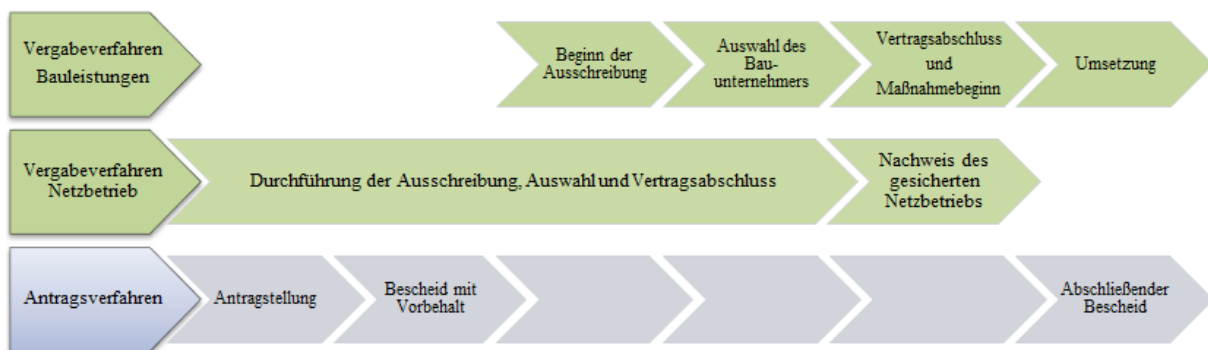 Vergabeverfahren
Bauleistungen
Beginn der
Ausschreibung
Auswahl des
Bau-
unternehmers
Vertragsabschluss
und
Maßnahmebeginn
Umsetzung
Vergabeverfahren
Netzbetrieb
Durchführung der Ausschreibung, Auswahl und Vertragsabschluss
Nachweis des
gesicherten
Netzbetriebs
Antragsverfahren
Antragstellung
Bescheid mit
Vorbehalt
Abschließender
Bescheid